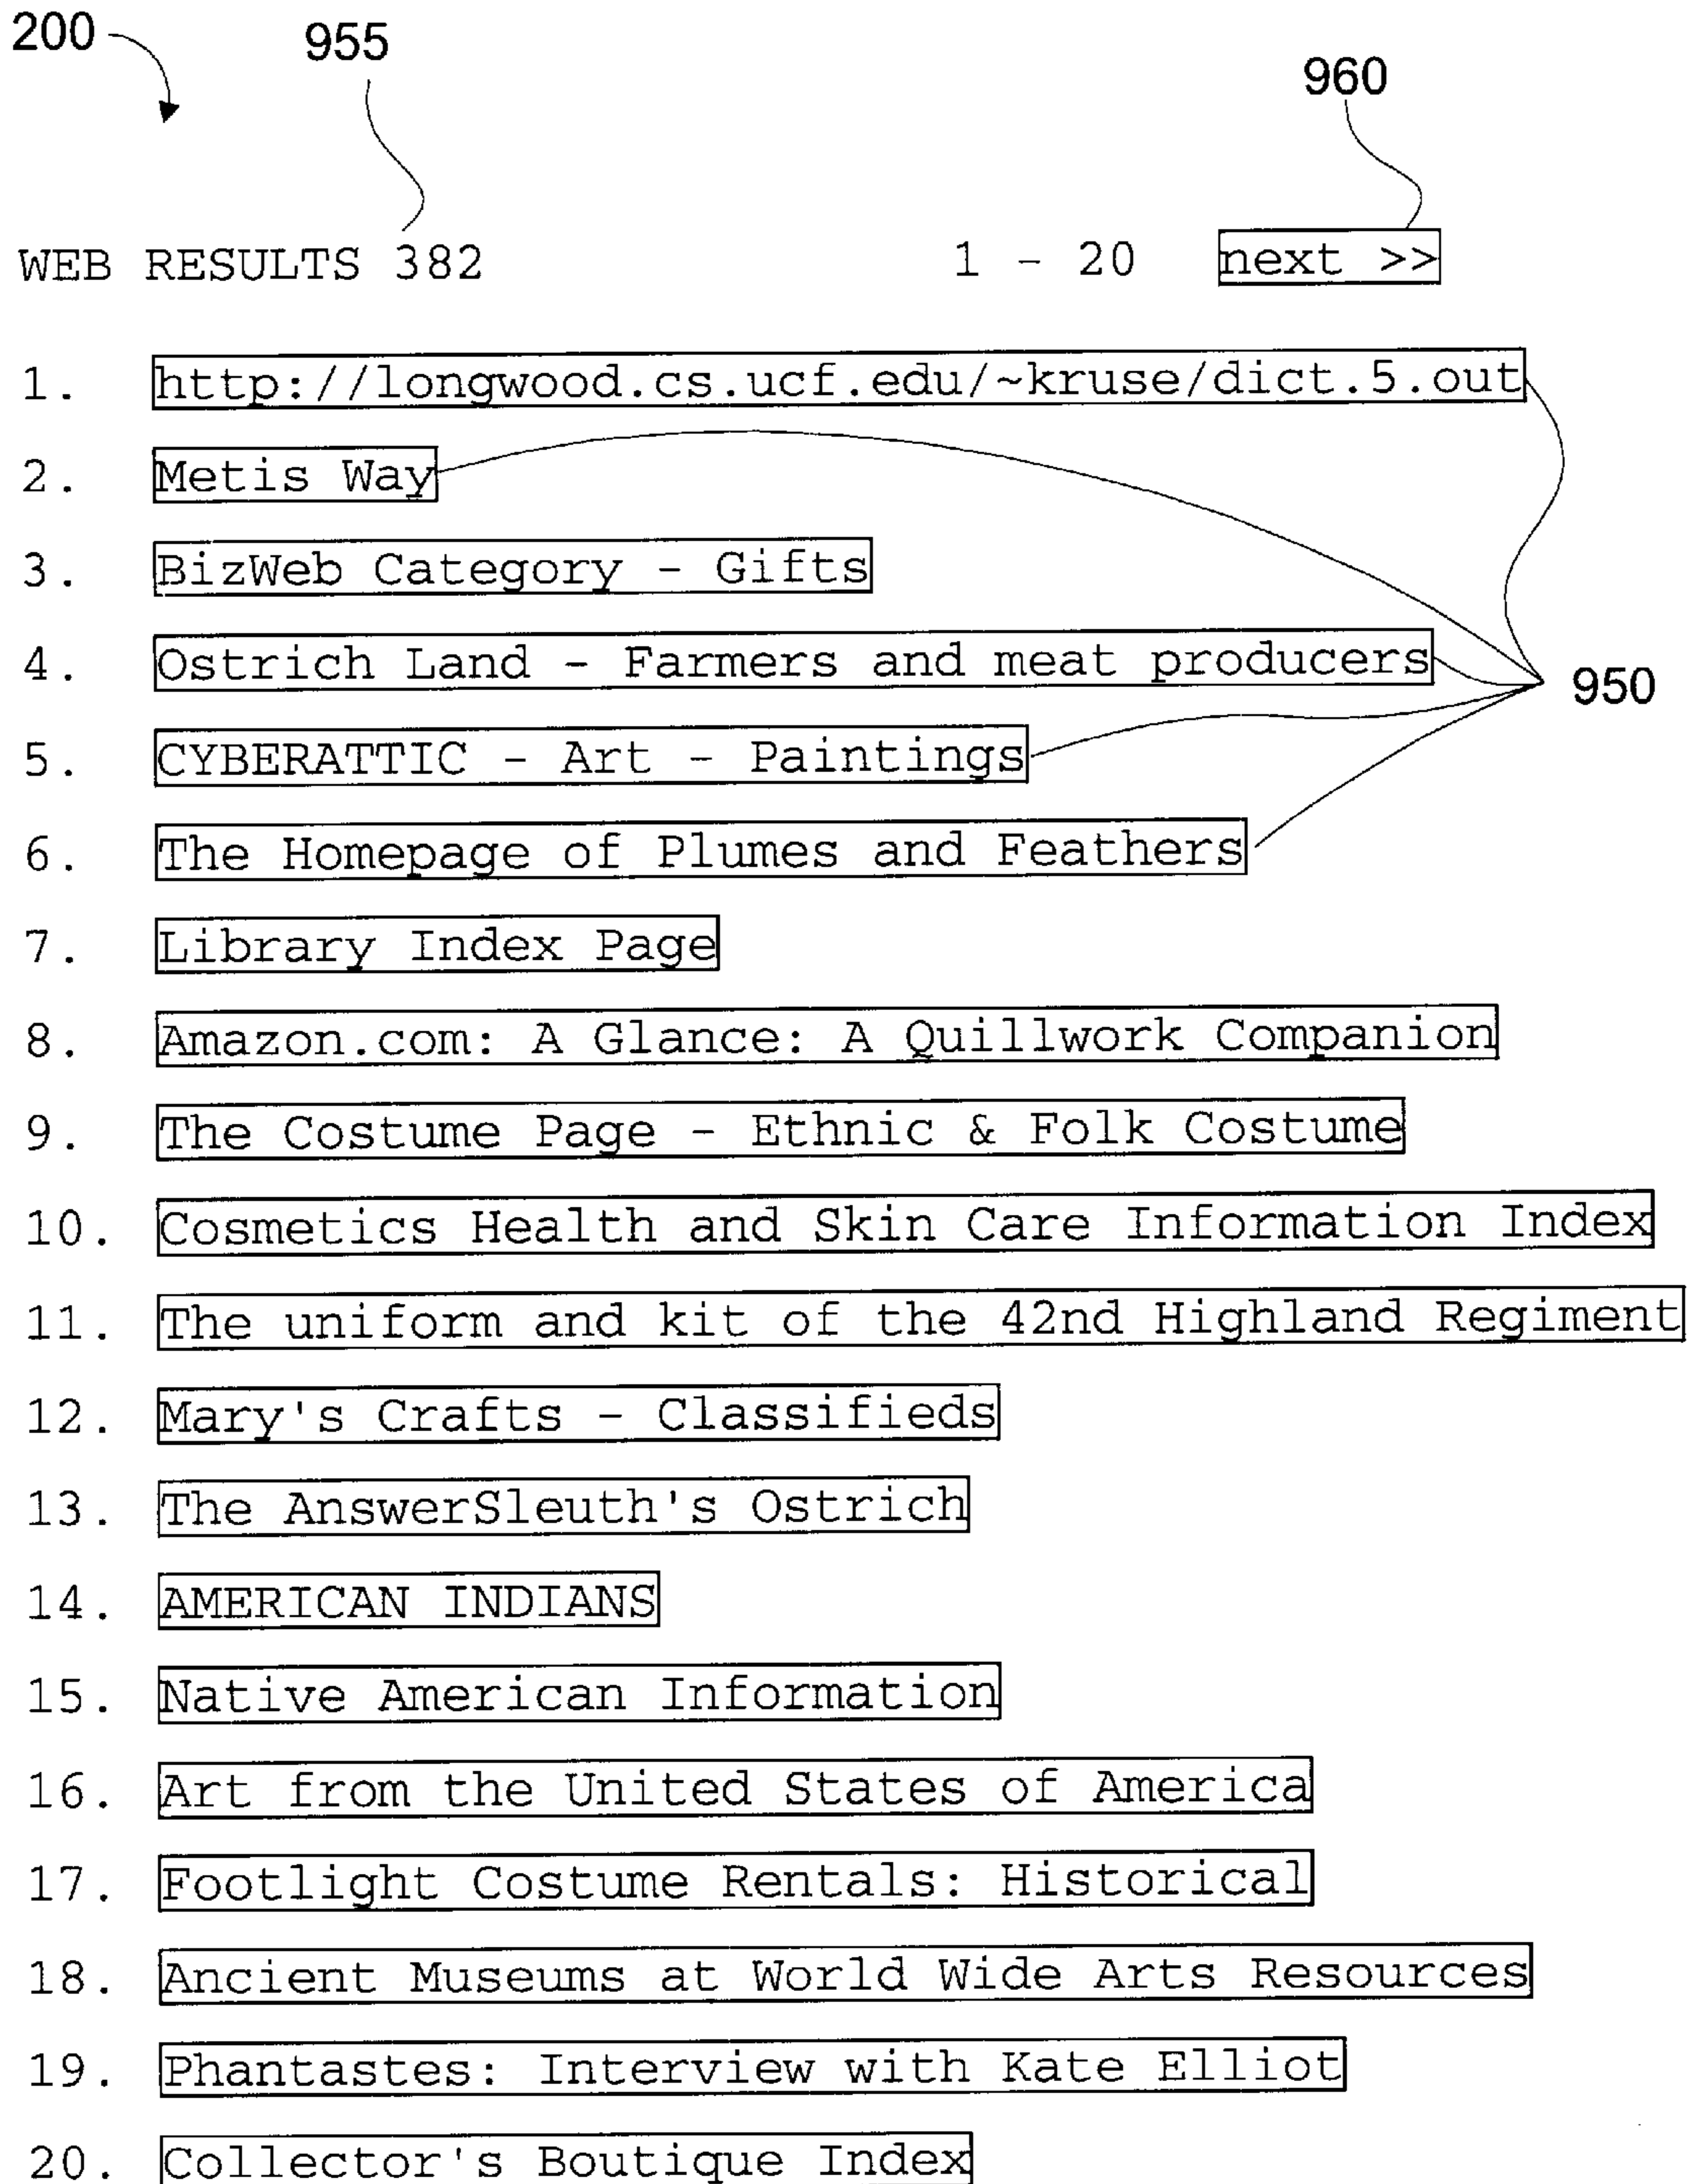 200 955 960
WEB RESULTS 382 1 - 20 next >>
1. http://longwood.cs.ucf.edu/~kruse/dict.5.out
2. Metis Way
3. BizWeb Category - Gifts
4. Ostrich Land - Farmers and meat producers
950
5. CYBERATTIC - Art - Paintings
6. The Homepage of Plumes and Feathers
7. Library Index Page
8. Amazon.com: A Glance: A Quillwork Companion
9. The Costume Page - Ethnic & Folk Costume
10. Cosmetics Health and Skin Care Information Index
11. The uniform and kit of the 42nd Highland Regiment
12. Mary's Crafts - Classifieds
13. The AnswerSleuth's Ostrich
14. AMERICAN INDIANS
15. Native American Information
16. Art from the United States of America
17. Footlight Costume Rentals: Historical
18. Ancient Museums at World Wide Arts Resources
19. Phantastes: Interview with Kate Elliot
20. Collector's Boutique Index